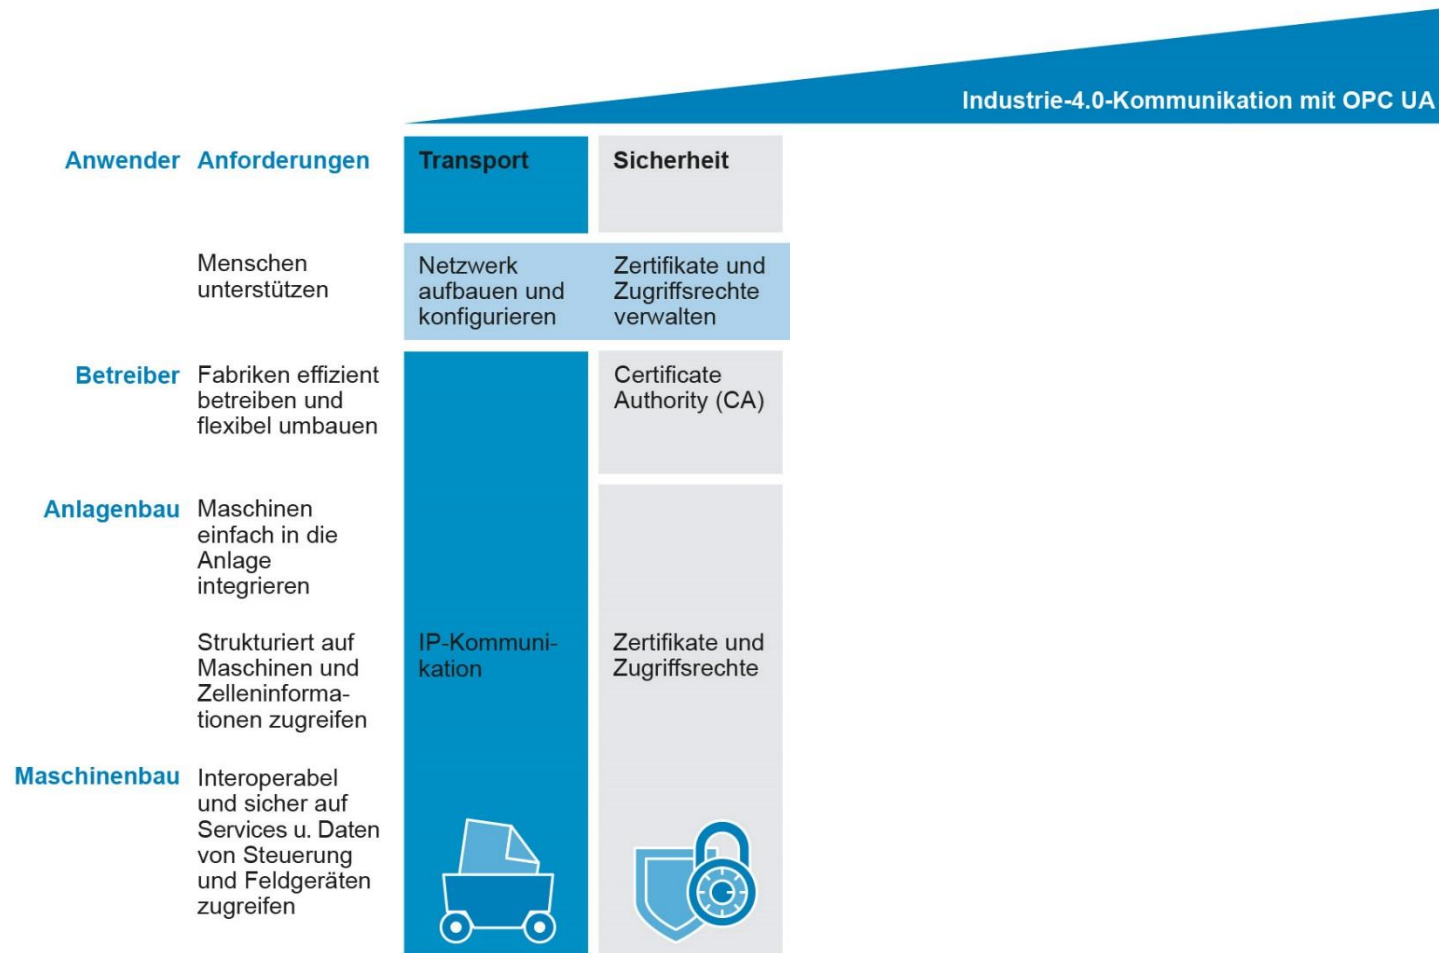 Industrie-4.0-Kommunikation mit OPC UA
Anwender Anforderungen Transport Sicherheit
Menschen
unterstützen
Netzwerk
aufbauen und
konfigurieren
Zertifikate und
Zugriffsrechte
verwalten
Betreiber
Fabriken effizient
betreiben und
flexibel umbauen
Certificate
Authority (CA)
Anlagenbau
Maschinen
einfach in die
Anlage
integrieren
Strukturiert auf
Maschinen und
Zelleninforma-
tionen zugreifen
IP-Kommuni-
kation
Zertifikate und
Zugriffsrechte
Maschinenbau
Interoperabel
und sicher auf
Services u. Daten
von Steuerung
und Feldgeräten
zugreifen